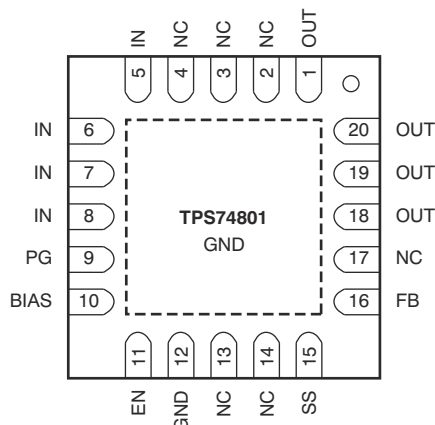 IN NC NC NC OUT
5 4 3 2 1
IN 6 20 OUT
IN 7 19 OUT
IN 8 TPS74801 18 OUT
GND
PG 9 17 NC
BIAS 10 16 FB
11 12 13 14 15
EN GND NC NC SS